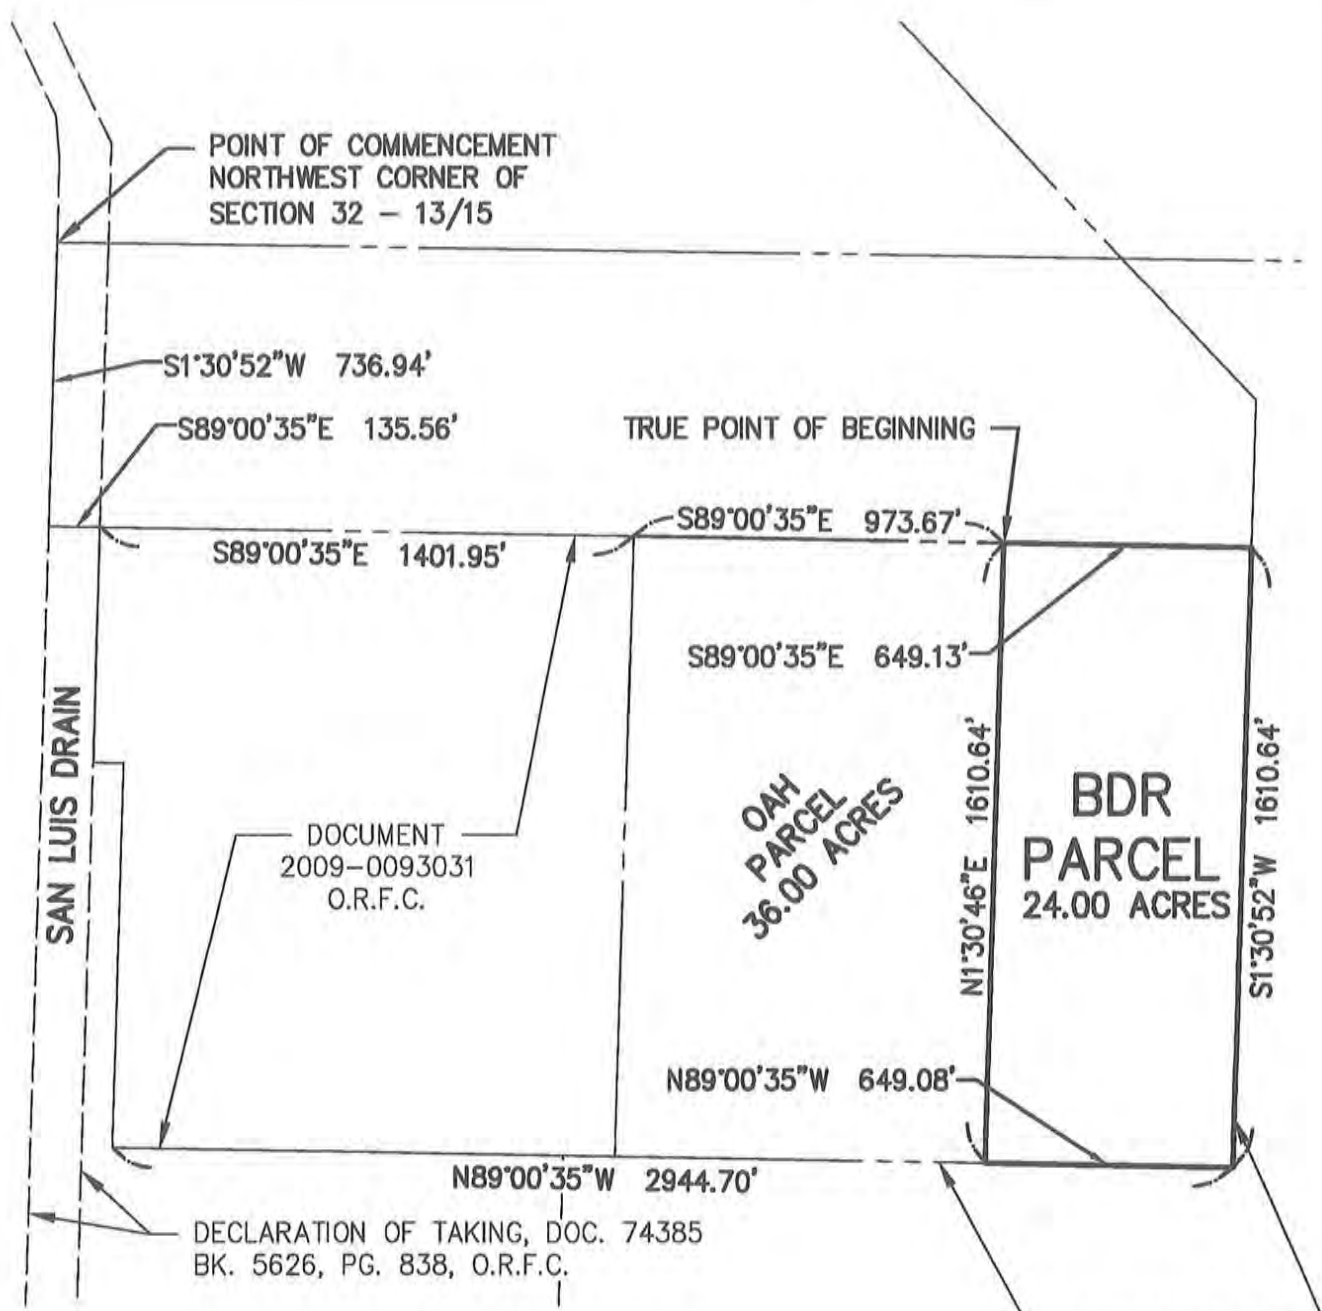 POINT OF COMMENCEMENT
NORTHWEST CORNER OF
SECTION 32 - 13/15
S1°30'52"W 736.94'
S89°00'35"E 135.56'
TRUE POINT OF BEGINNING
S89°00'35"E 973.67'
S89°00'35"E 1401.95'
S89°00'35"E 649.13'
SAN LUIS DRAIN
DOCUMENT
2009-0093031
O.R.F.C.
OAH
PARCEL
36.00 ACRES
N1°30'46"E 1610.64'
BDR
PARCEL
24.00 ACRES
S1°30'52"W 1610.64'
N89°00'35"W 649.08'
N89°00'35"W 2944.70'
DECLARATION OF TAKING, DOC. 74385
BK. 5626, PG. 838, O.R.F.C.